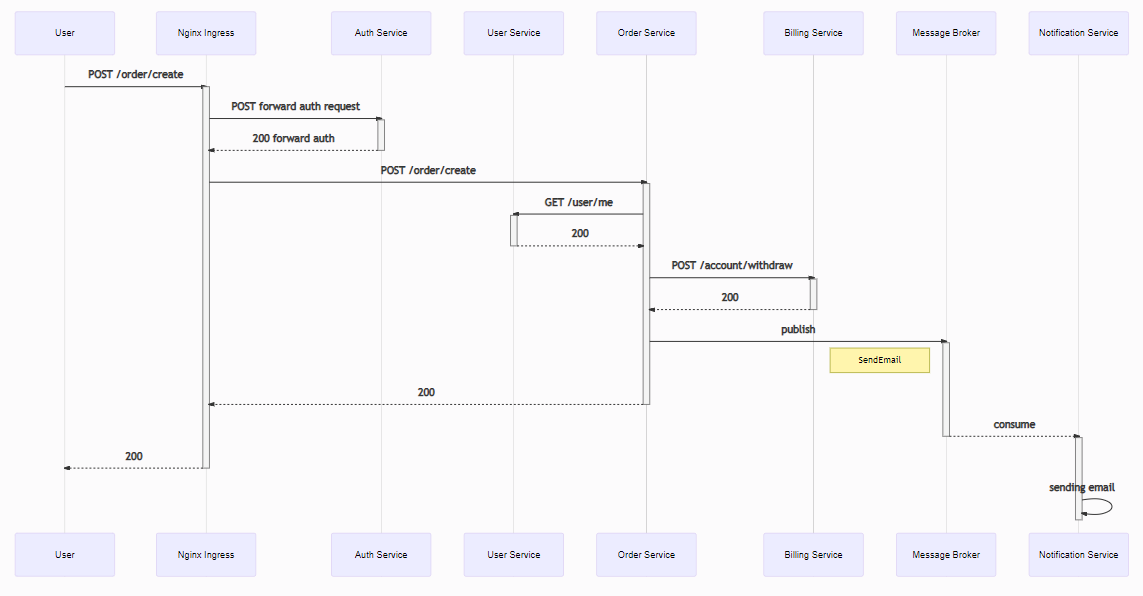 User
Nginx Ingress
Auth Service
User Service
Order Service
Billing Service
Message Broker
Notification Service
POST /order/create
POST forward auth request
200 forward auth
POST /order/create
GET /user/me
200
POST /account/withdraw
200
publish
SendEmail
200
consume
200
sending email
User
Nginx Ingress
Auth Service
User Service
Order Service
Billing Service
Message Broker
Notification Service